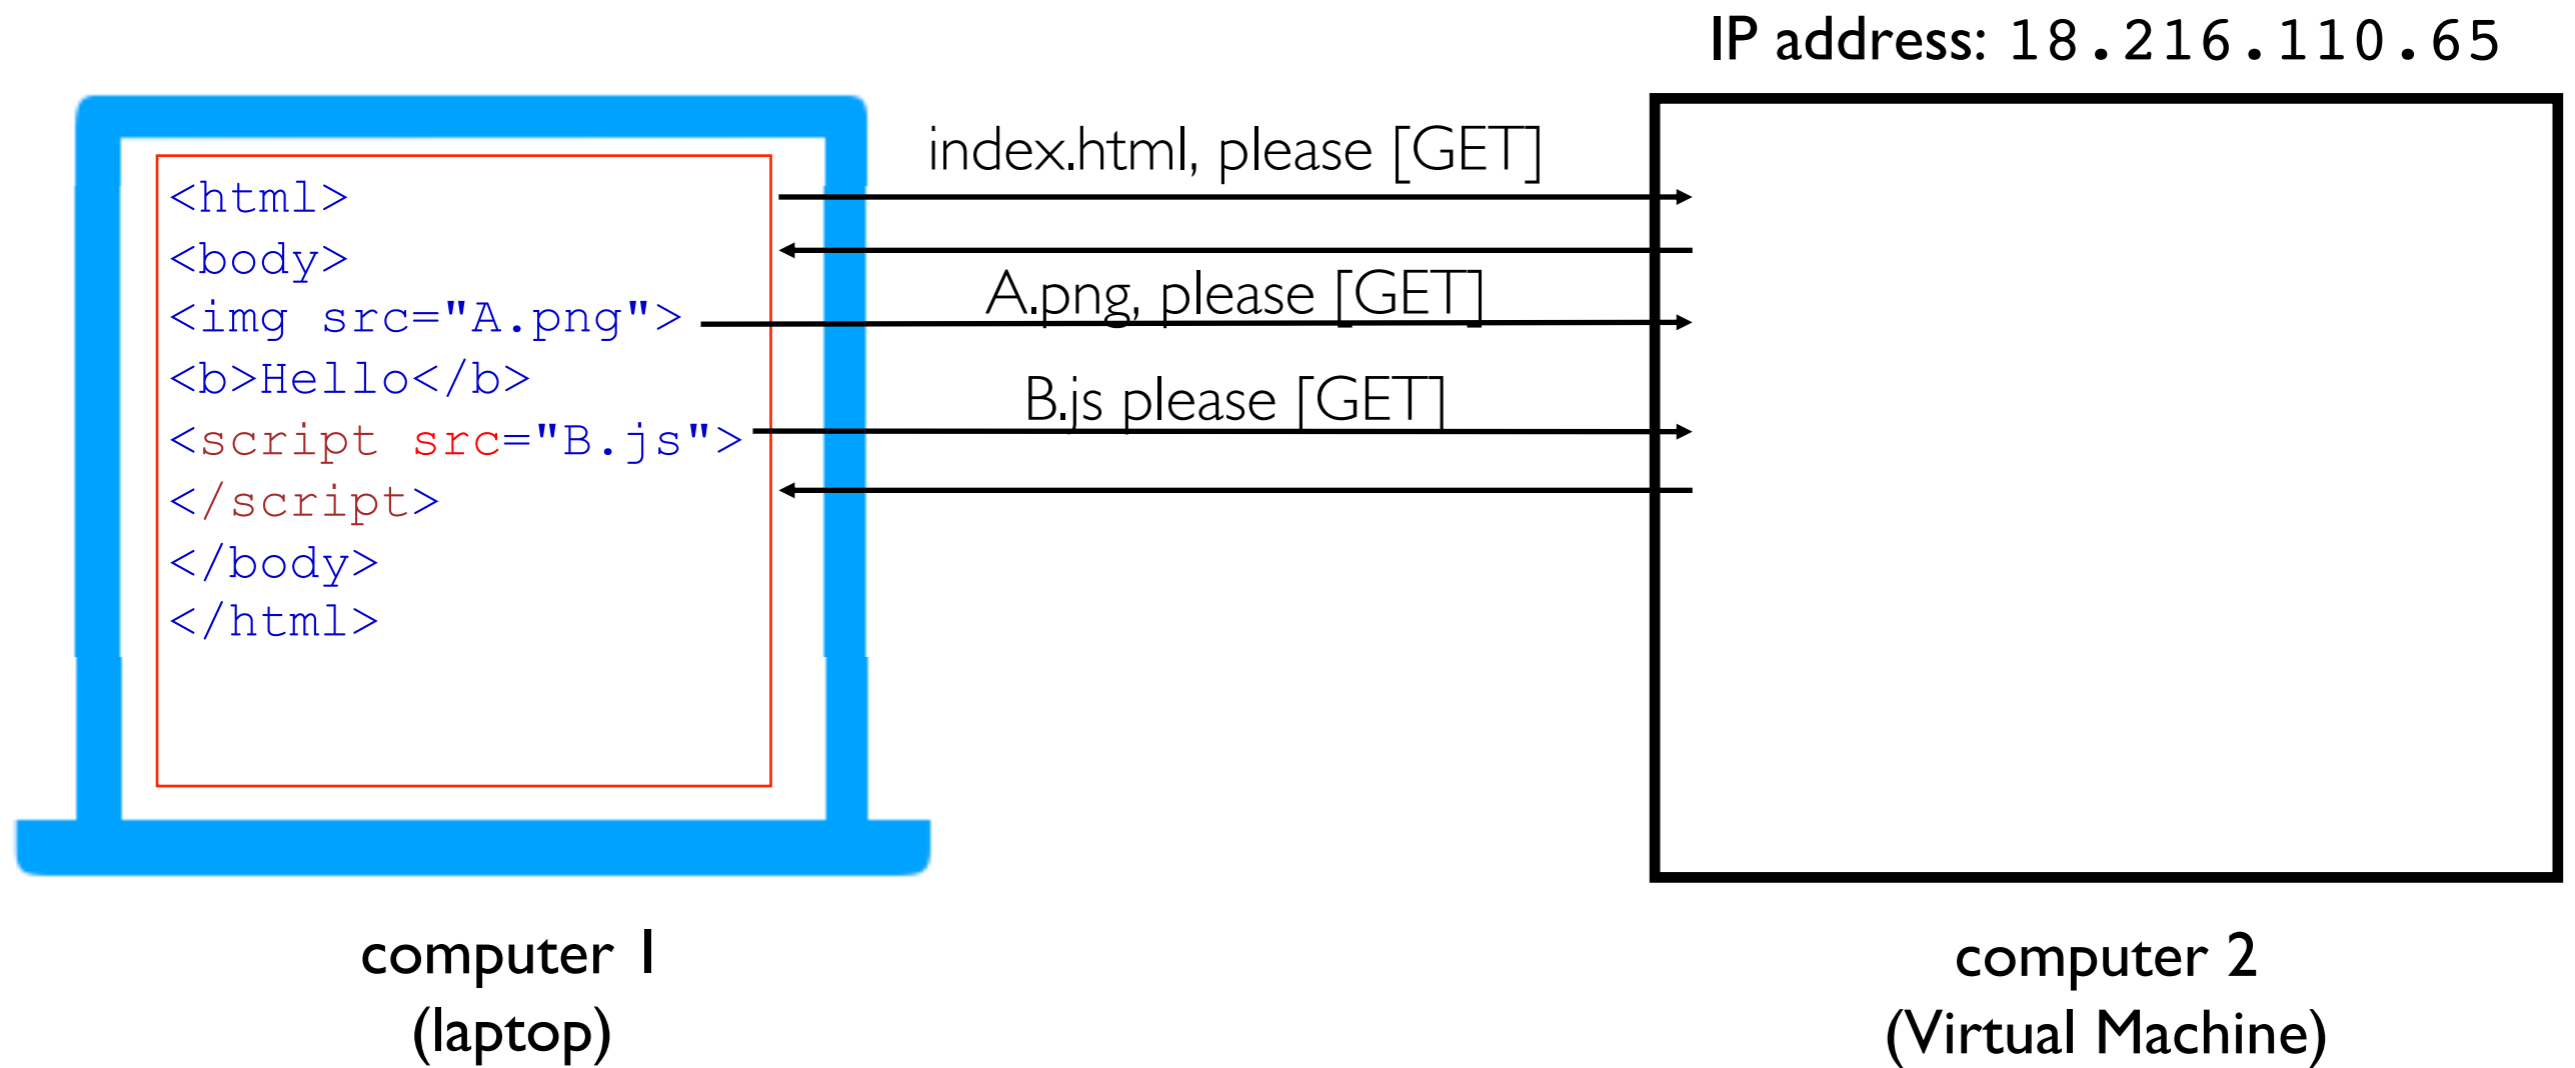 IP address: 18.216.110.65
index.html, please [GET]
<html>
<body>
A.png, please [GET]
<img src="A.png">
<b>Hello</b>
B.js please [GET]
<script src="B.js">
</script>
</body>
</html>
computer 1
(laptop)
computer 2
(Virtual Machine)